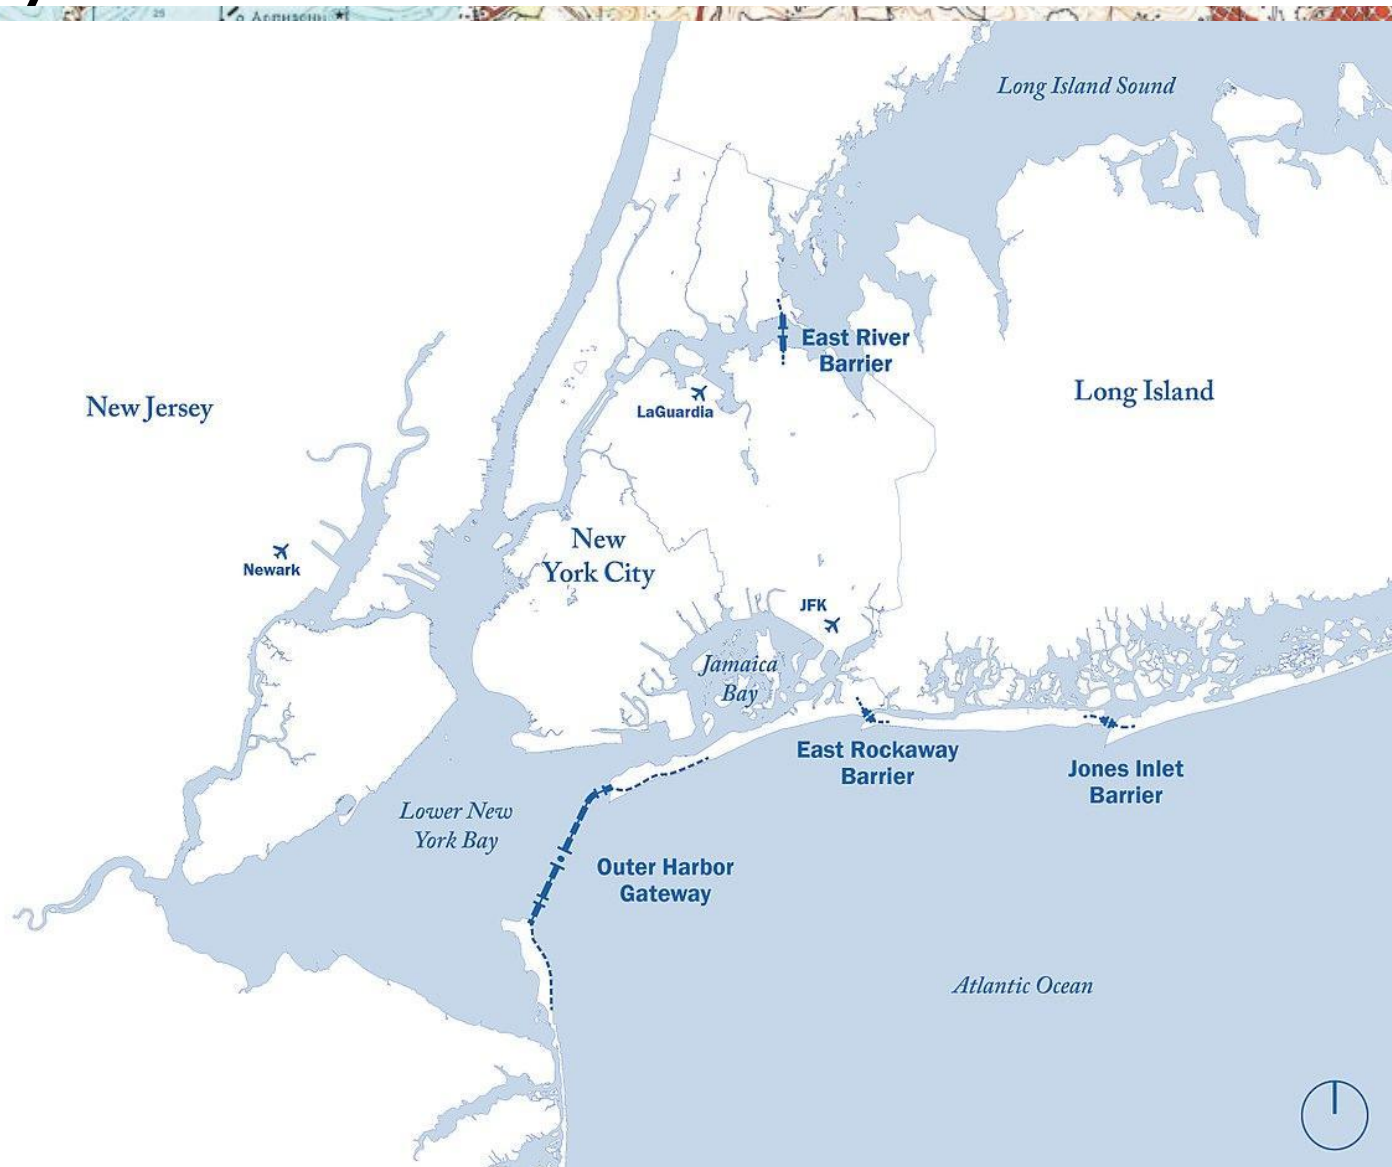 Long Island Sound
East River
Barrier
LaGuardia
New Jersey
Long Island
New
York City
Newark
JFK
Jamaica
Bay
East Rockaway
Barrier
Jones Inlet
Barrier
Lower New
York Bay
Outer Harbor
Gateway
Atlantic Ocean